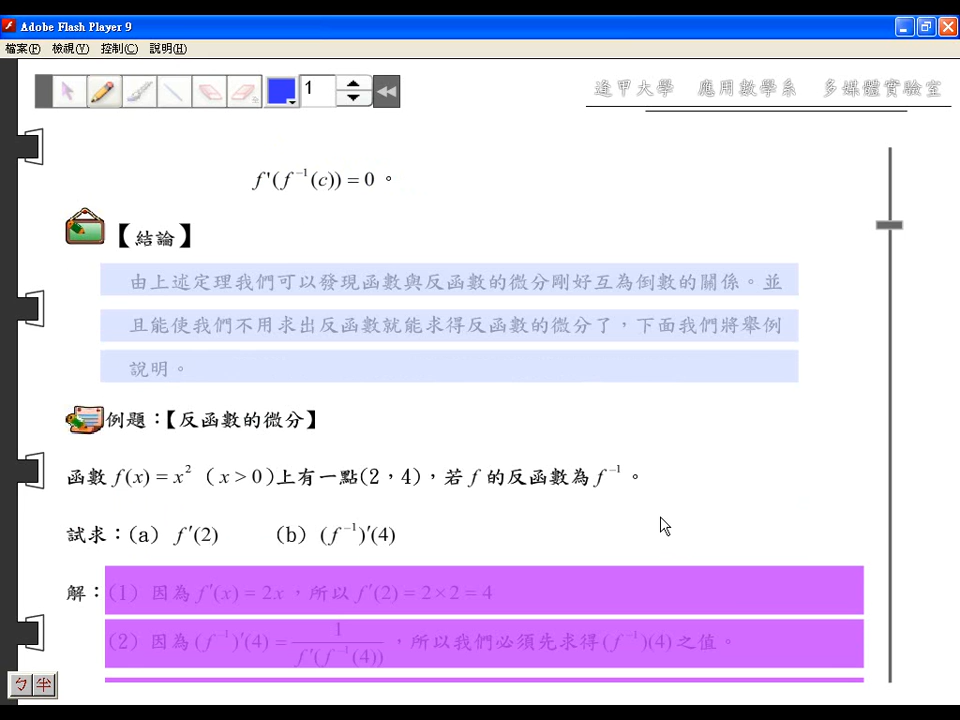 Adobe Flash Player 9
檔案(F) 檢視(V) 控制(C) 說明(H)
1
逢甲大學 應用數學系 多媒體實驗室
f'(f⁻¹(c)) = 0。
【結論】
由上述定理我們可以發現函數與反函數的微分剛好互為倒數的關係。並
且能使我們不用求出反函數就能求得反函數的微分了，下面我們將舉例
說明。
例題：【反函數的微分】
函數 f(x) = x² ( x > 0 )上有一點(2，4)，若 f 的反函數為 f⁻¹。
試求：(a) f'(2) (b) (f⁻¹)'(4)
解：(1) 因為 f'(x) = 2x，所以 f'(2) = 2×2 = 4
(2) 因為 (f⁻¹)'(4) = 1/f'(f⁻¹(4))，所以我們必須先求得(f⁻¹)(4)之值。
ㄅ半